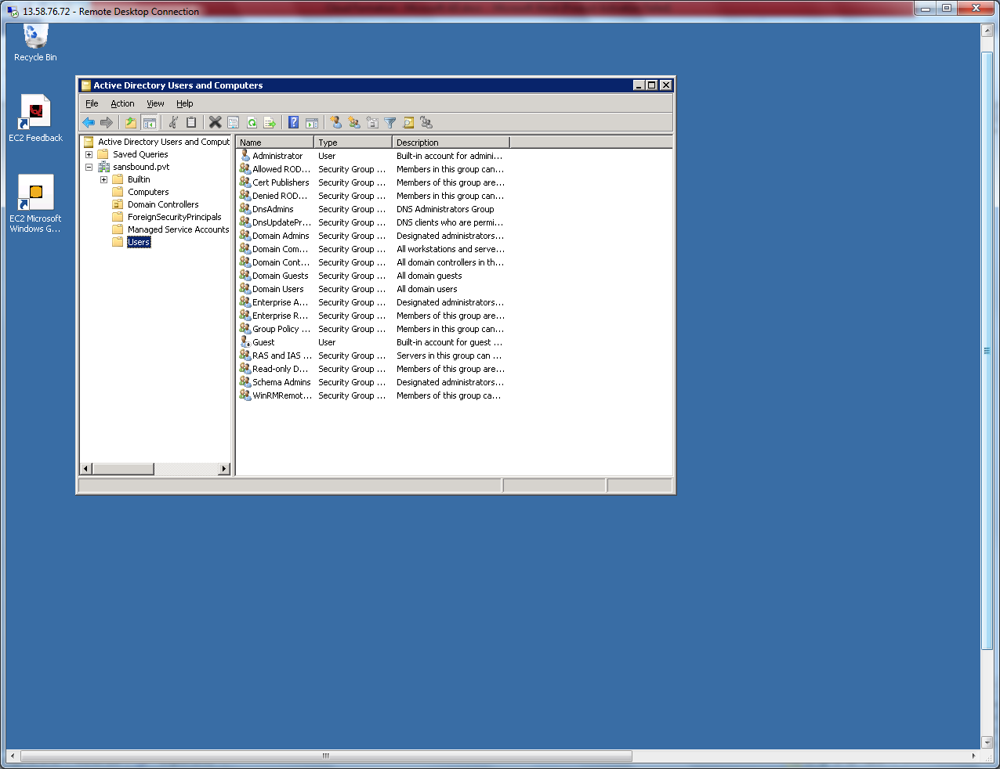 13.58.76.72 - Remote Desktop Connection
Recycle Bin
EC2 Feedback
EC2 Microsoft
Windows G...
Active Directory Users and Computers
File Action View Help
Active Directory Users and Comput
Saved Queries
sansbound.pvt
Builtin
Computers
Domain Controllers
ForeignSecurityPrincipals
Managed Service Accounts
Users
Name Type Description
Administrator User Built-in account for admini...
Allowed ROD... Security Group ... Members in this group can...
Cert Publishers Security Group ... Members of this group are...
Denied ROD... Security Group ... Members in this group can...
DnsAdmins Security Group ... DNS Administrators Group
DnsUpdatePr... Security Group ... DNS clients who are permi...
Domain Admins Security Group ... Designated administrators...
Domain Com... Security Group ... All workstations and serve...
Domain Cont... Security Group ... All domain controllers in th...
Domain Guests Security Group ... All domain guests
Domain Users Security Group ... All domain users
Enterprise A... Security Group ... Designated administrators...
Enterprise R... Security Group ... Members of this group are...
Group Policy ... Security Group ... Members in this group can...
Guest User Built-in account for guest ...
RAS and IAS ... Security Group ... Servers in this group can ...
Read-only D... Security Group ... Members of this group are...
Schema Admins Security Group ... Designated administrators...
WinRMRemot... Security Group ... Members of this group ca...